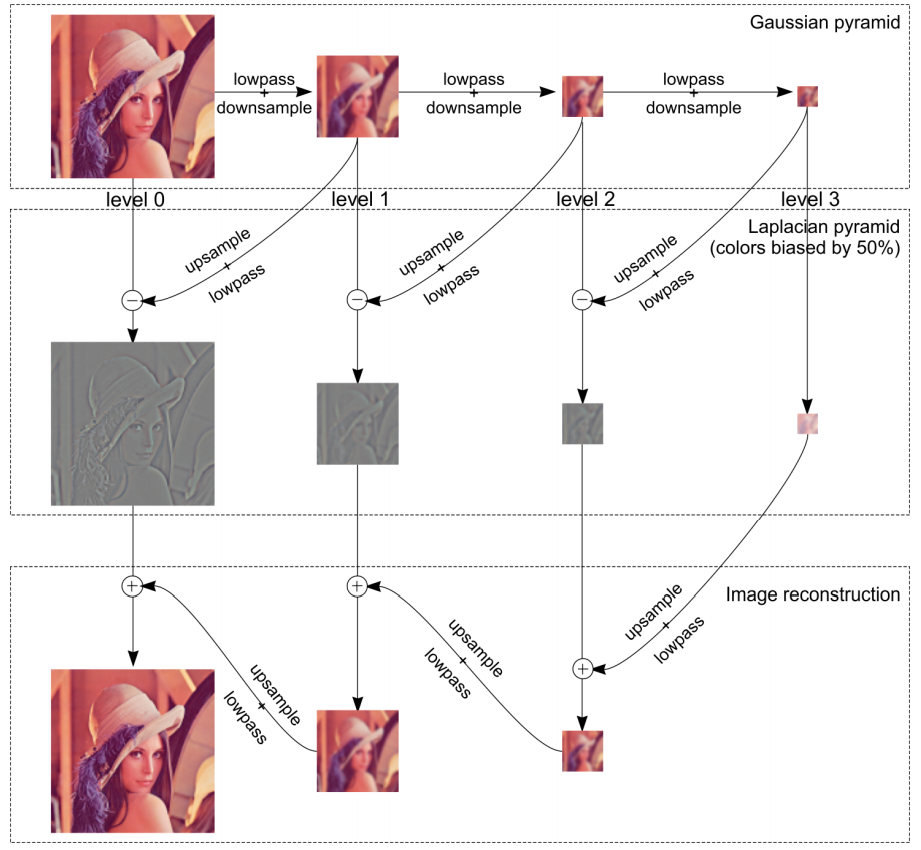 Gaussian pyramid
lowpass
+
downsample
lowpass
+
downsample
lowpass
+
downsample
level 0
level 1
level 2
level 3
Laplacian pyramid
(colors biased by 50%)
upsample
+
lowpass
upsample
+
lowpass
upsample
+
lowpass
−
−
−
Image reconstruction
+
+
upsample
+
lowpass
upsample
+
lowpass
upsample
+
lowpass
+